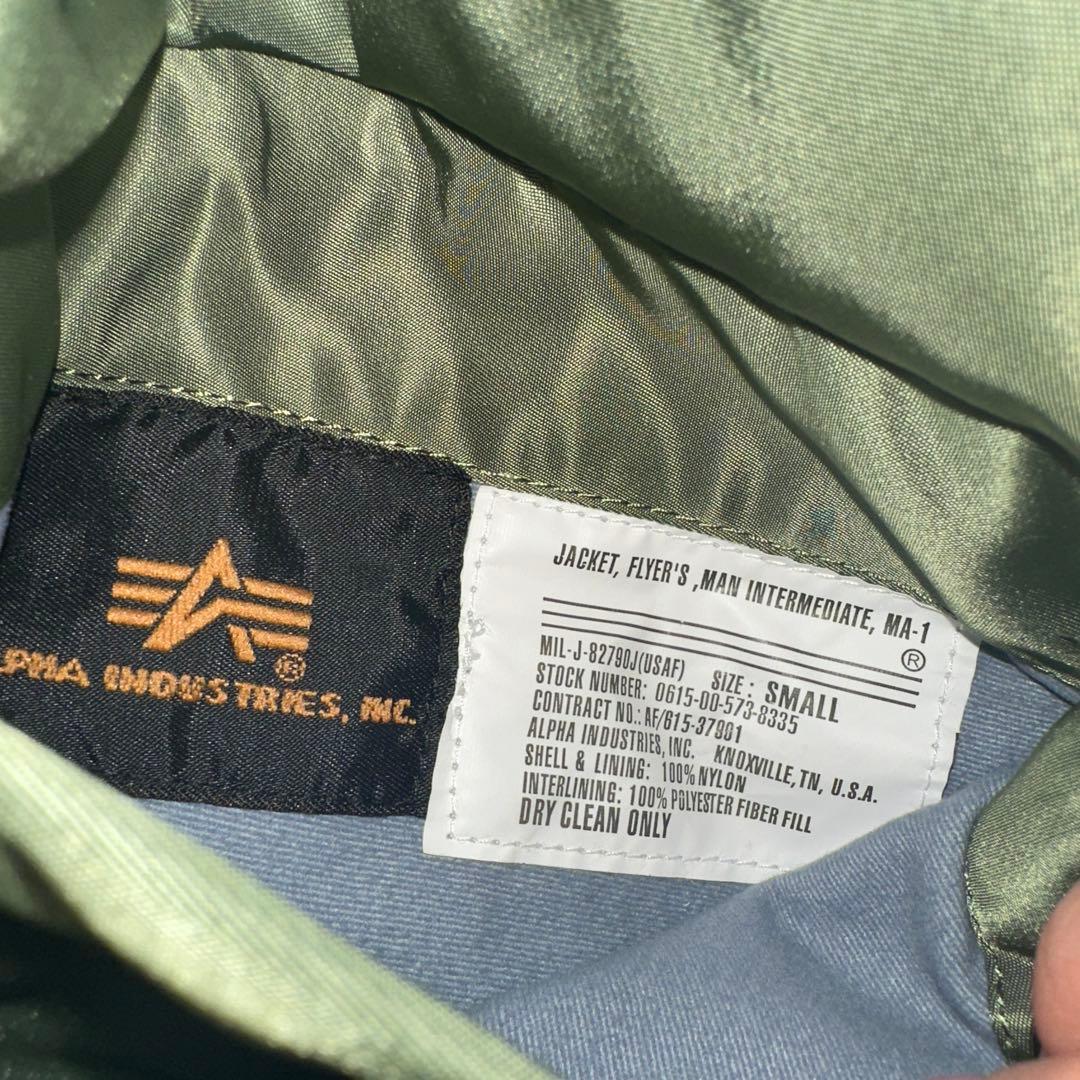 PHA INDUSTRIES, INC.
®
JACKET, FLYER'S ,MAN INTERMEDIATE, MA-1
®
MIL-J-82790J(USAF) SIZE : SMALL
STOCK NUMBER: 0615-00-573-8335
CONTRACT NO.: AF/615-37901
ALPHA INDUSTRIES, INC. KNOXVILLE, TN, U.S.A.
SHELL & LINING: 100% NYLON
INTERLINING: 100% POLYESTER FIBER FILL
DRY CLEAN ONLY